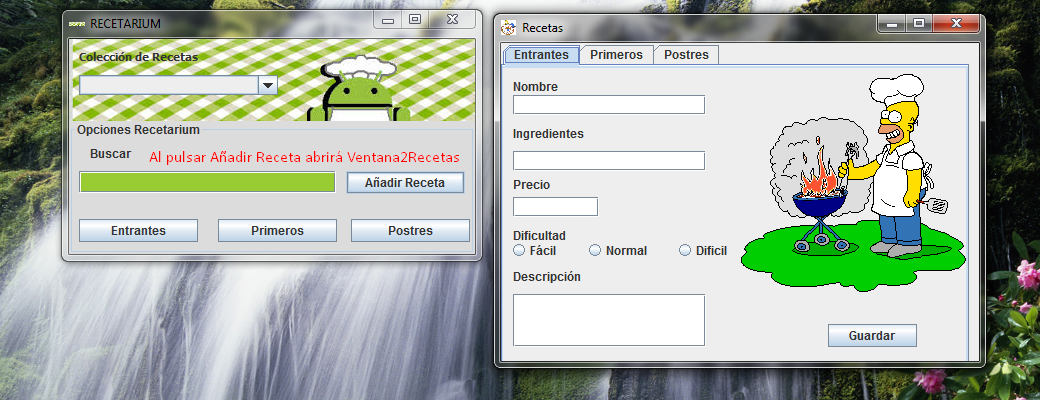 RECETARIUM
Colección de Recetas
Opciones Recetarium
Buscar
Al pulsar Añadir Receta abrirá Ventana2Recetas
Añadir Receta
Entrantes
Primeros
Postres
Recetas
Entrantes
Primeros
Postres
Nombre
Ingredientes
Precio
Dificultad
Fácil
Normal
Dificil
Descripción
Guardar